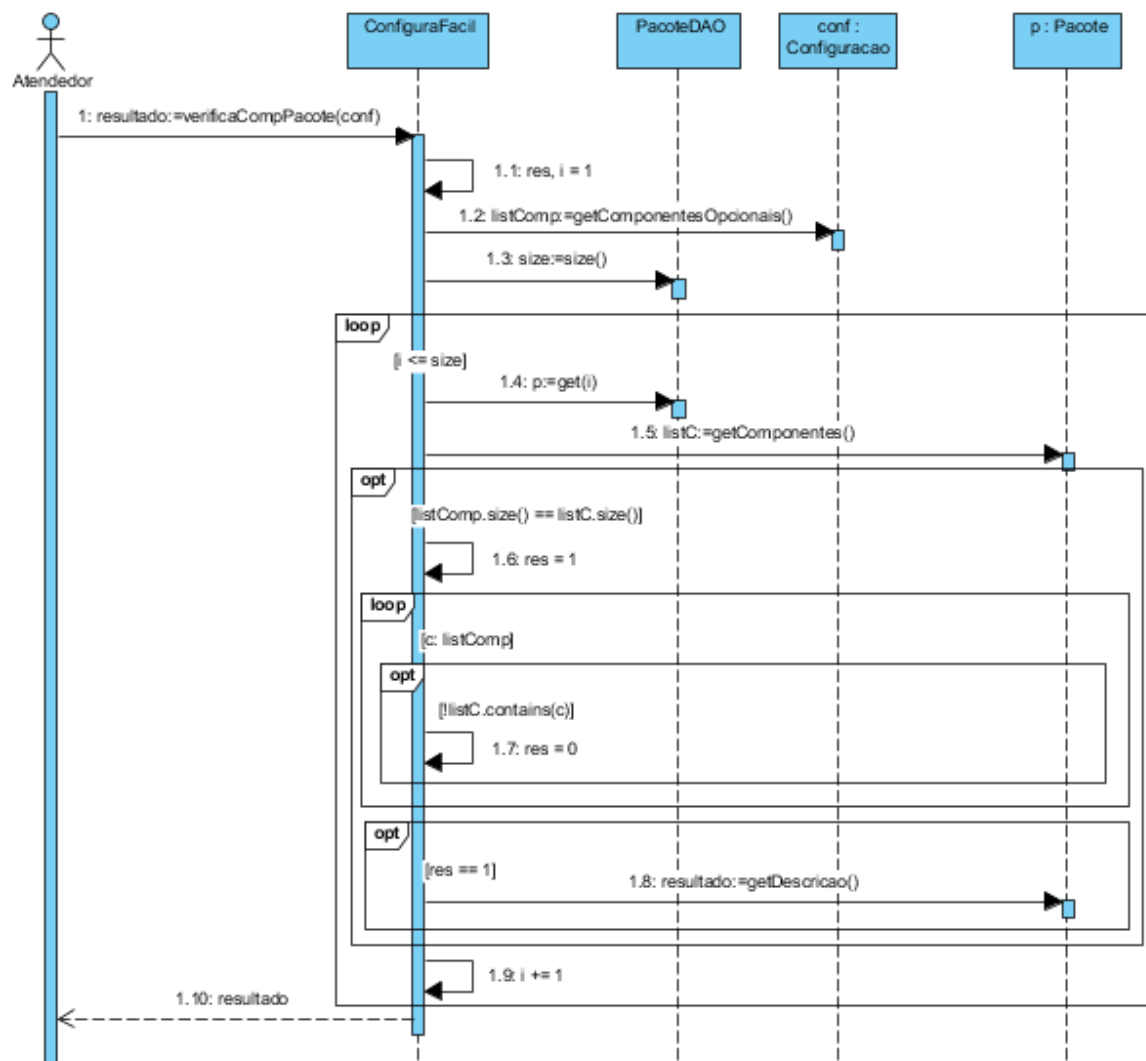 ConfiguraFacil
PacoteDAO
conf :
Configuracao
p : Pacote
Atendedor
1: resultado:=verificaCompPacote(conf)
1.1: res, i = 1
1.2: listComp:=getComponentesOpcionais()
1.3: size:=size()
loop
[i <= size]
1.4: p:=get(i)
1.5: listC:=getComponentes()
opt
[listComp.size() == listC.size()]
1.6: res = 1
loop
[c: listComp]
opt
[!listC.contains(c)]
1.7: res = 0
opt
[res == 1]
1.8: resultado:=getDescricao()
1.9: i += 1
1.10: resultado